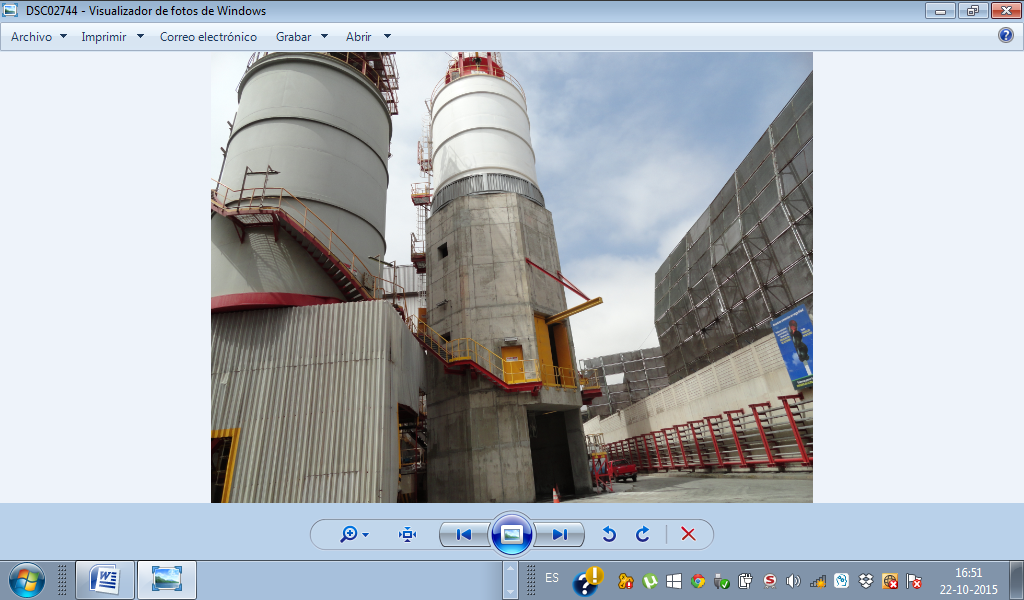 DSC02744 - Visualizador de fotos de Windows
Archivo Imprimir Correo electrónico Grabar Abrir
ES
16:51
22-10-2015